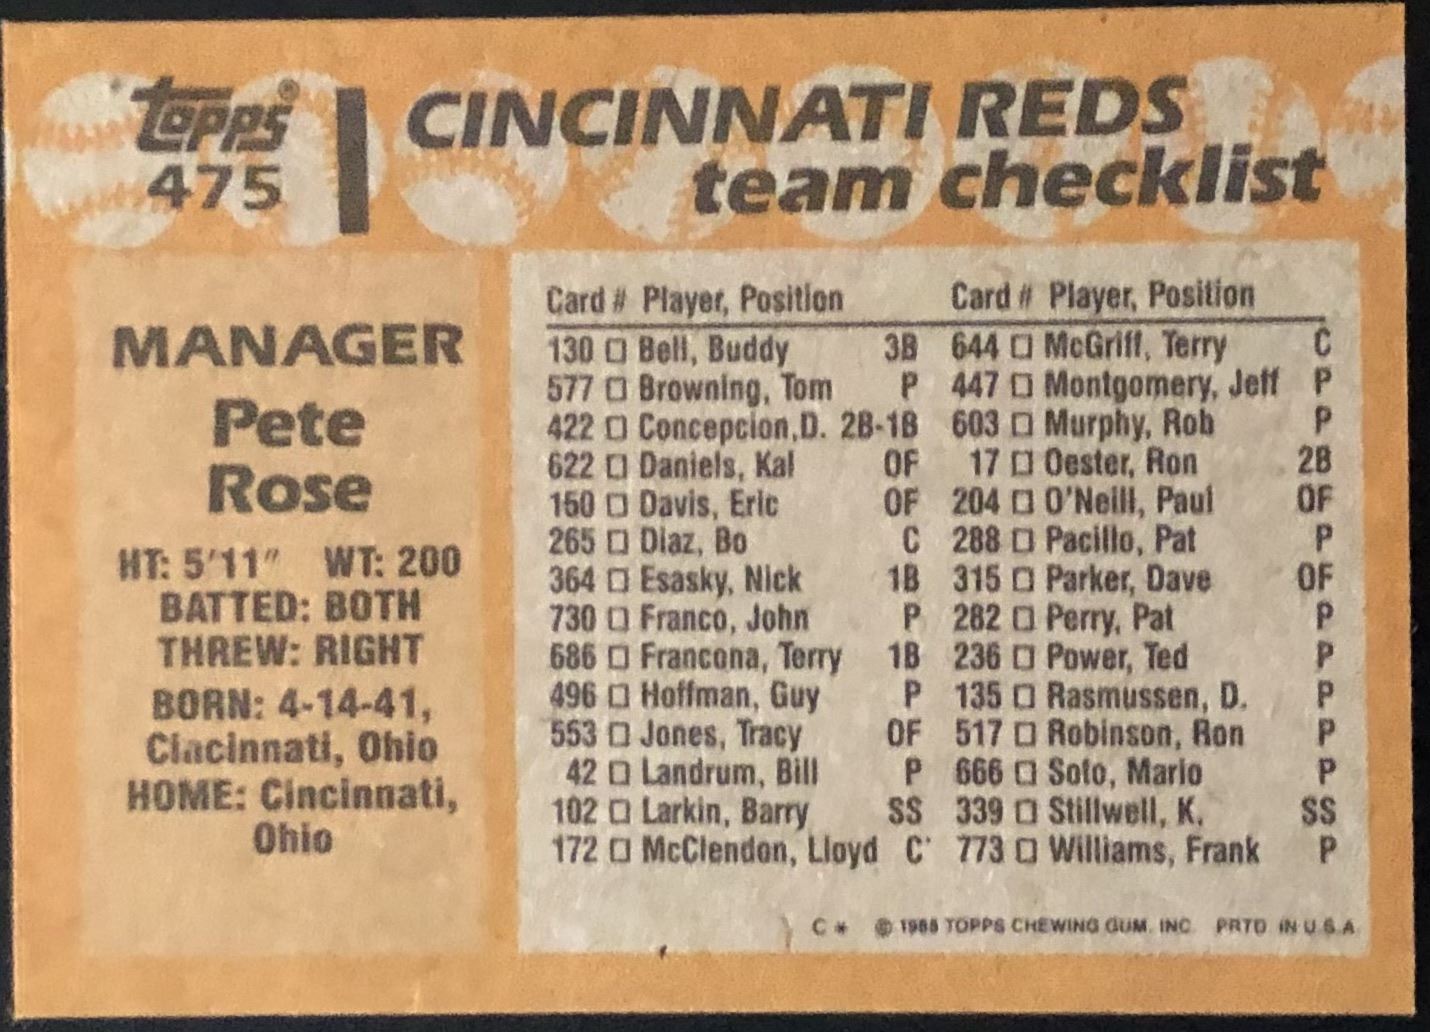 topps® CINCINNATI REDS
475 team checklist
MANAGER
Pete
Rose
HT: 5'11" WT: 200
BATTED: BOTH
THREW: RIGHT
BORN: 4-14-41,
Cincinnati, Ohio
HOME: Cincinnati,
Ohio
Card # Player, Position
130 □ Bell, Buddy 3B
577 □ Browning, Tom P
422 □ Concepcion,D. 2B-1B
622 □ Daniels, Kal OF
150 □ Davis, Eric OF
265 □ Diaz, Bo C
364 □ Esasky, Nick 1B
730 □ Franco, John P
686 □ Francona, Terry 1B
496 □ Hoffman, Guy P
553 □ Jones, Tracy OF
42 □ Landrum, Bill P
102 □ Larkin, Barry SS
172 □ McClendon, Lloyd C
Card # Player, Position
644 □ McGriff, Terry C
447 □ Montgomery, Jeff P
603 □ Murphy, Rob P
17 □ Oester, Ron 2B
204 □ O'Neill, Paul OF
288 □ Pacillo, Pat P
315 □ Parker, Dave OF
282 □ Perry, Pat P
236 □ Power, Ted P
135 □ Rasmussen, D. P
517 □ Robinson, Ron P
666 □ Soto, Mario P
339 □ Stillwell, K. SS
773 □ Williams, Frank P
C * © 1988 TOPPS CHEWING GUM, INC. PRTD. IN U.S.A.